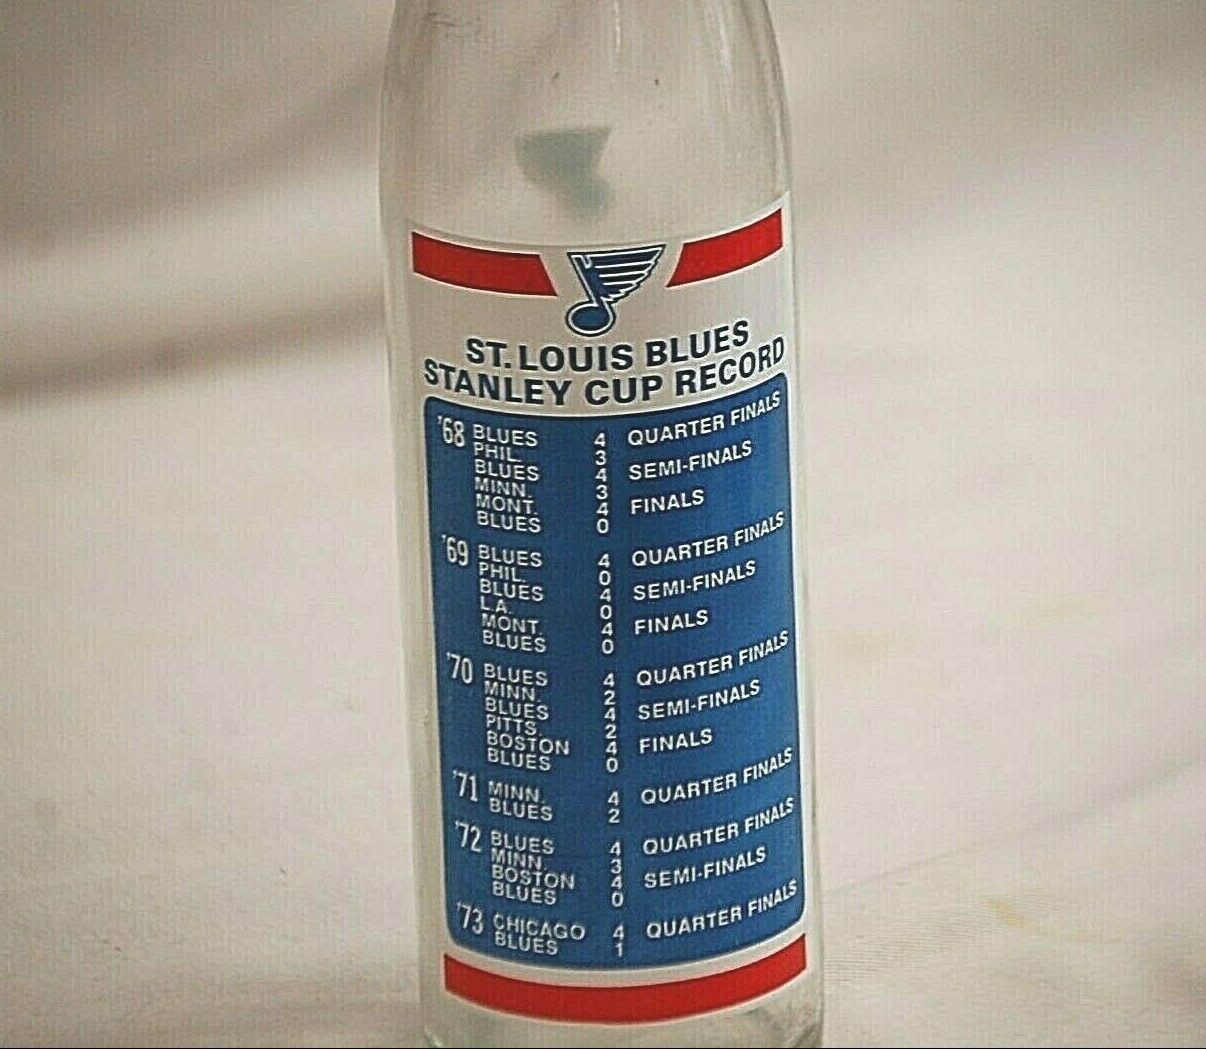 ST. LOUIS BLUES
STANLEY CUP RECORD
'68 BLUES 4 QUARTER FINALS
PHIL. 3
BLUES 4 SEMI-FINALS
MINN. 3
MONT. 4 FINALS
BLUES 0
'69 BLUES 4 QUARTER FINALS
PHIL. 0
BLUES 4 SEMI-FINALS
L.A. 0
MONT. 4 FINALS
BLUES 0
'70 BLUES 4 QUARTER FINALS
MINN. 2
BLUES 4 SEMI-FINALS
PITTS. 2
BOSTON 4 FINALS
BLUES 0
'71 MINN. 4 QUARTER FINALS
BLUES 2
'72 BLUES 4 QUARTER FINALS
MINN. 3
BOSTON 4 SEMI-FINALS
BLUES 0
'73 CHICAGO 4 QUARTER FINALS
BLUES 1